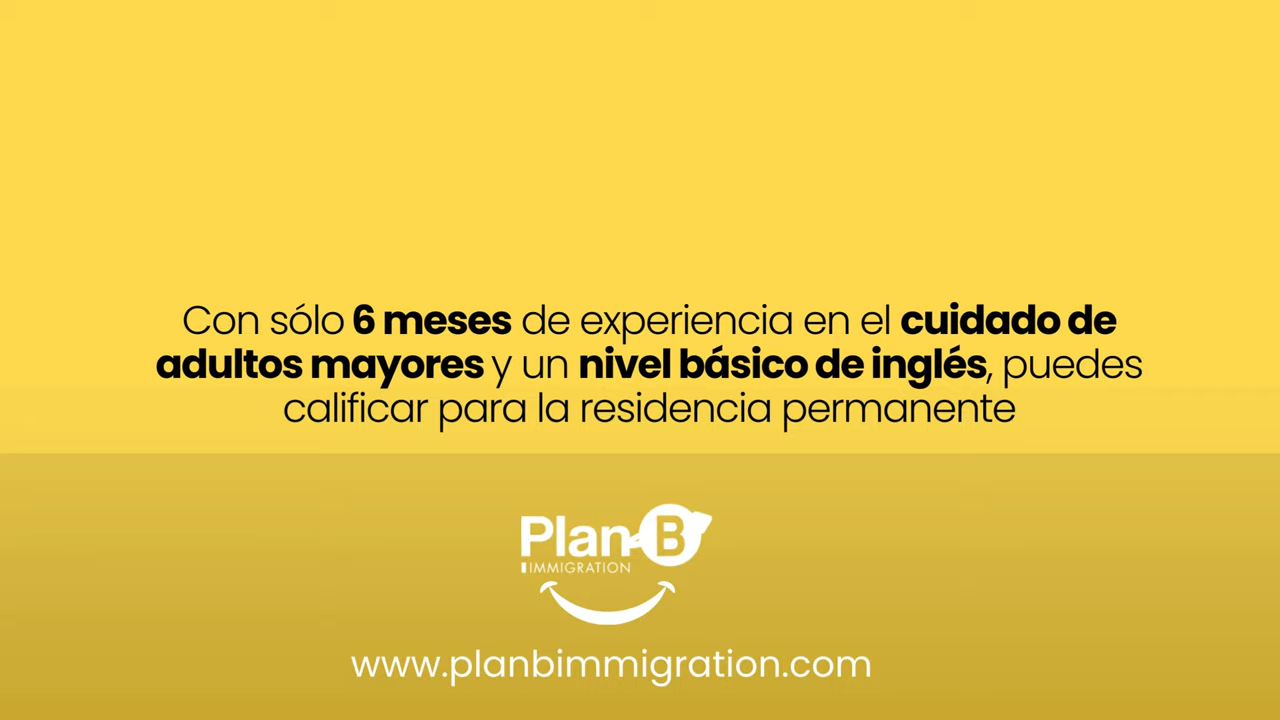 Con sólo 6 meses de experiencia en el cuidado de
adultos mayores y un nivel básico de inglés, puedes
calificar para la residencia permanente
Plan B
IMMIGRATION
www.planbimmigration.com